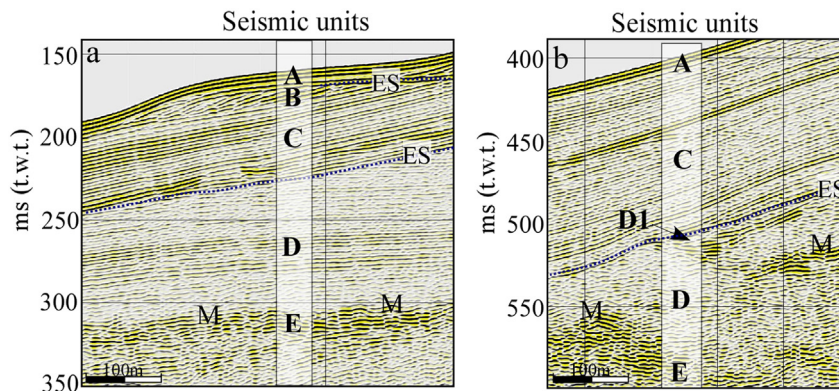 Seismic units
a
ms (t.w.t.)
150
200
250
300
350
A
B
C
D
E
ES
ES
M
M
100m
Seismic units
b
ms (t.w.t.)
400
450
500
550
A
C
D1
D
E
ES
M
M
100m